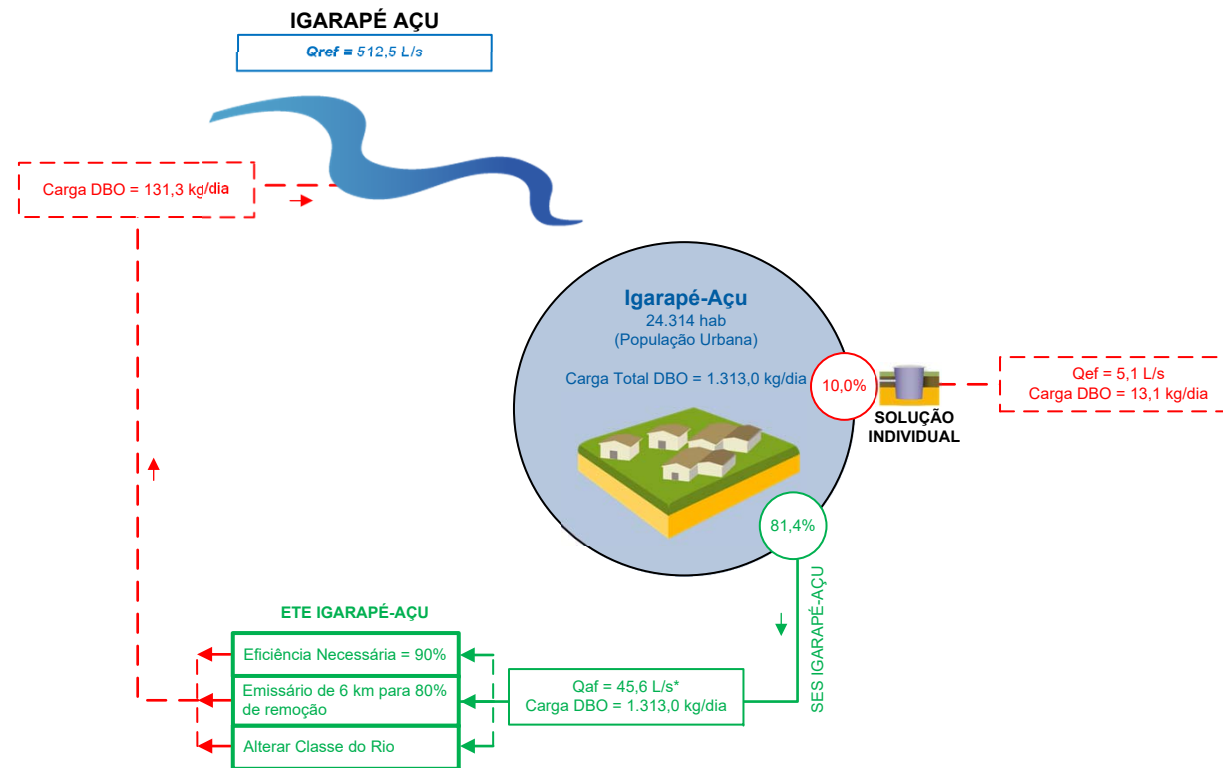 IGARAPÉ AÇU
Qref = 512,5 L/s
Carga DBO = 131,3 kg/dia
Igarapé-Açu
24.314 hab
(População Urbana)
Carga Total DBO = 1.313,0 kg/dia
10,0%
SOLUÇÃO
INDIVIDUAL
Qef = 5,1 L/s
Carga DBO = 13,1 kg/dia
81,4%
SES IGARAPÉ-AÇU
ETE IGARAPÉ-AÇU
Eficiência Necessária = 90%
Emissário de 6 km para 80%
de remoção
Alterar Classe do Rio
Qaf = 45,6 L/s*
Carga DBO = 1.313,0 kg/dia